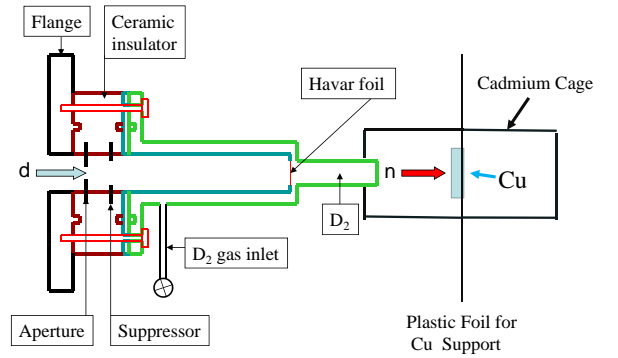 Flange
Ceramic
insulator
Havar foil
Cadmium Cage
d
n
Cu
D₂
D₂ gas inlet
Aperture
Suppressor
Plastic Foil for
Cu Support